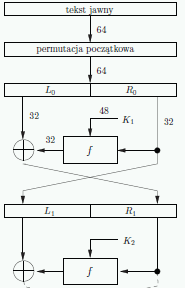 tekst jawny
64
permutacja początkowa
64
L₀ R₀
32 48 K₁ 32
32 f
L₁ R₁
K₂
f